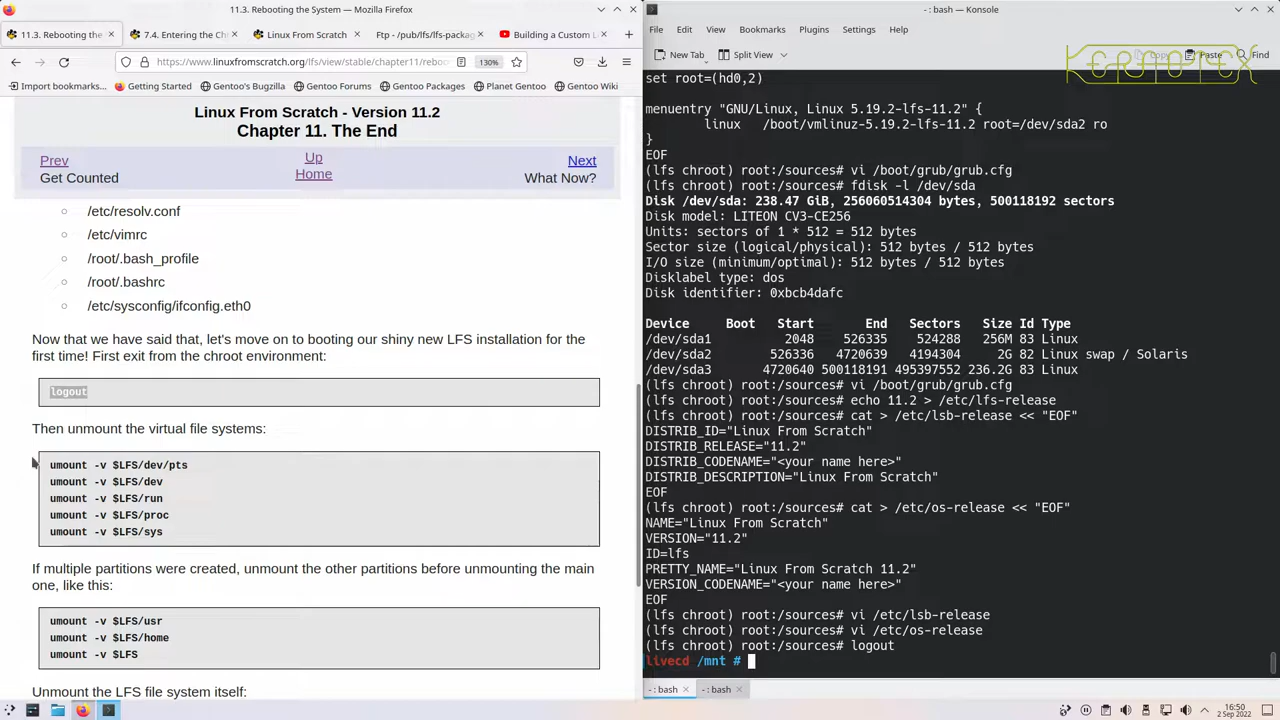 11.3. Rebooting the System — Mozilla Firefox
11.3. Rebooting the
7.4. Entering the Ch
Linux From Scratch
Ftp - /pub/lfs/lfs-packag
Building a Custom L
https://www.linuxfromscratch.org/lfs/view/stable/chapter11/reboo
Import bookmarks...
Getting Started
Gentoo's Bugzilla
Gentoo Forums
Gentoo Packages
Planet Gentoo
Gentoo Wiki
Linux From Scratch - Version 11.2
Chapter 11. The End
Prev
Up
Next
Get Counted
Home
What Now?
/etc/resolv.conf
/etc/vimrc
/root/.bash_profile
/root/.bashrc
/etc/sysconfig/ifconfig.eth0
Now that we have said that, let's move on to booting our shiny new LFS installation for the
first time! First exit from the chroot environment:
logout
Then unmount the virtual file systems:
umount -v $LFS/dev/pts
umount -v $LFS/dev
umount -v $LFS/run
umount -v $LFS/proc
umount -v $LFS/sys
If multiple partitions were created, unmount the other partitions before unmounting the main
one, like this:
umount -v $LFS/usr
umount -v $LFS/home
umount -v $LFS
Unmount the LFS file system itself:
- : bash — Konsole
File Edit View Bookmarks Plugins Settings Help
New Tab
Split View
Copy
Paste
Find
KERNOTEX
set root=(hd0,2)
menuentry "GNU/Linux, Linux 5.19.2-lfs-11.2" {
linux /boot/vmlinuz-5.19.2-lfs-11.2 root=/dev/sda2 ro
}
EOF
(lfs chroot) root:/sources# vi /boot/grub/grub.cfg
(lfs chroot) root:/sources# fdisk -l /dev/sda
Disk /dev/sda: 238.47 GiB, 256060514304 bytes, 500118192 sectors
Disk model: LITEON CV3-CE256
Units: sectors of 1 * 512 = 512 bytes
Sector size (logical/physical): 512 bytes / 512 bytes
I/O size (minimum/optimal): 512 bytes / 512 bytes
Disklabel type: dos
Disk identifier: 0xbcb4dafc
Device Boot Start End Sectors Size Id Type
/dev/sda1 2048 526335 524288 256M 83 Linux
/dev/sda2 526336 4720639 4194304 2G 82 Linux swap / Solaris
/dev/sda3 4720640 500118191 495397552 236.2G 83 Linux
(lfs chroot) root:/sources# vi /boot/grub/grub.cfg
(lfs chroot) root:/sources# echo 11.2 > /etc/lfs-release
(lfs chroot) root:/sources# cat > /etc/lsb-release << "EOF"
DISTRIB_ID="Linux From Scratch"
DISTRIB_RELEASE="11.2"
DISTRIB_CODENAME="<your name here>"
DISTRIB_DESCRIPTION="Linux From Scratch"
EOF
(lfs chroot) root:/sources# cat > /etc/os-release << "EOF"
NAME="Linux From Scratch"
VERSION="11.2"
ID=lfs
PRETTY_NAME="Linux From Scratch 11.2"
VERSION_CODENAME="<your name here>"
EOF
(lfs chroot) root:/sources# vi /etc/lsb-release
(lfs chroot) root:/sources# vi /etc/os-release
(lfs chroot) root:/sources# logout
livecd /mnt #
- : bash
- : bash
16:50
2 Sep 2022